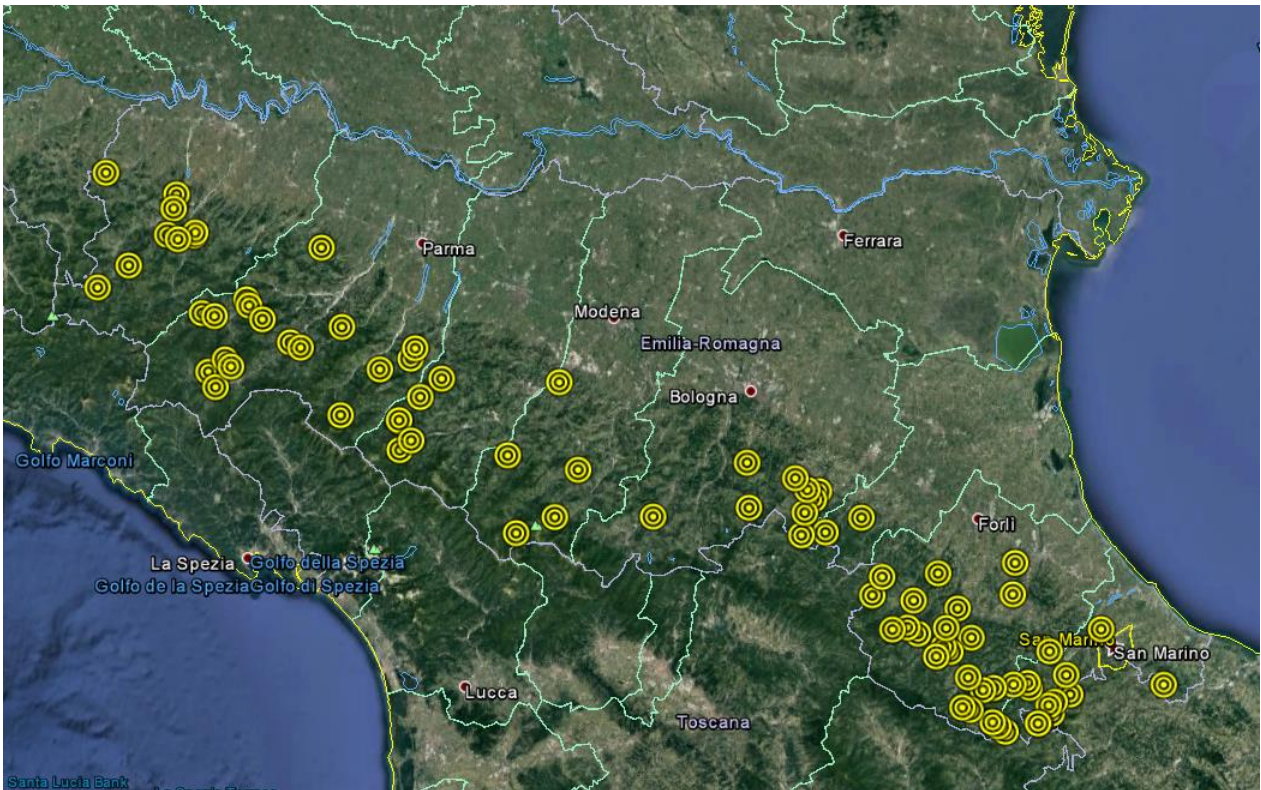 Ferrara
Parma
Modena
Emilia-Romagna
Bologna
Golfo Marconi
Forlì
La Spezia
Golfo della Spezia
Golfo de la Spezia
Golfo di Spezia
San Marino
San Marino
Lucca
Toscana
Santa Lucia Bank